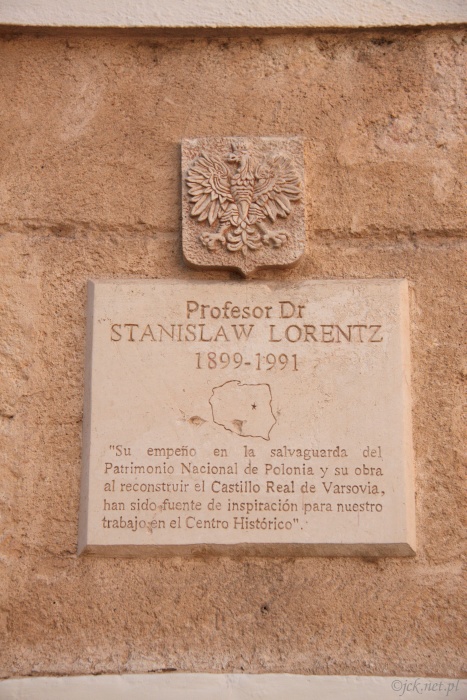 Profesor Dr
STANISLAW LORENTZ
1899-1991
"Su empeño en la salvaguarda del
Patrimonio Nacional de Polonia y su obra
al reconstruir el Castillo Real de Varsovia,
han sido fuente de inspiración para nuestro
trabajo en el Centro Histórico".
©jck.net.pl